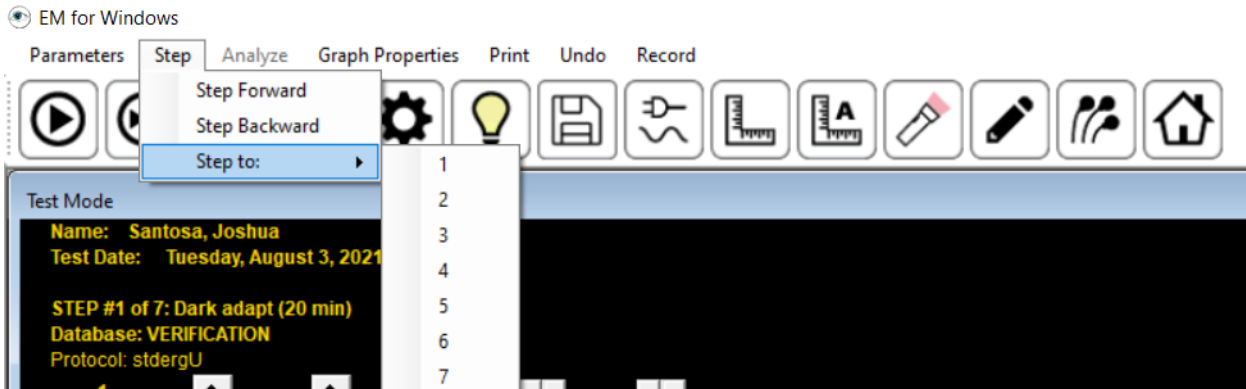 EM for Windows
Parameters Step Analyze Graph Properties Print Undo Record
Step Forward
Step Backward
Step to:
1
2
3
4
5
6
7
A
Test Mode
Name: Santosa, Joshua
Test Date: Tuesday, August 3, 2021
STEP #1 of 7: Dark adapt (20 min)
Database: VERIFICATION
Protocol: stdergU